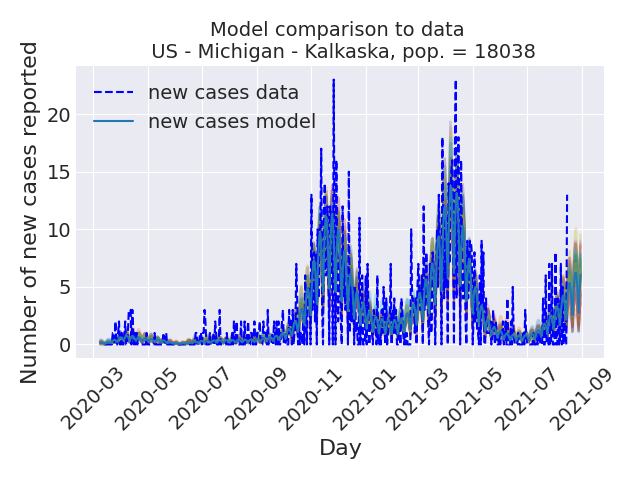 Model comparison to data
US - Michigan - Kalkaska, pop. = 18038
Number of new cases reported
new cases data
new cases model
20
15
10
5
0
2020-03
2020-05
2020-07
2020-09
2020-11
2021-01
2021-03
2021-05
2021-07
2021-09
Day